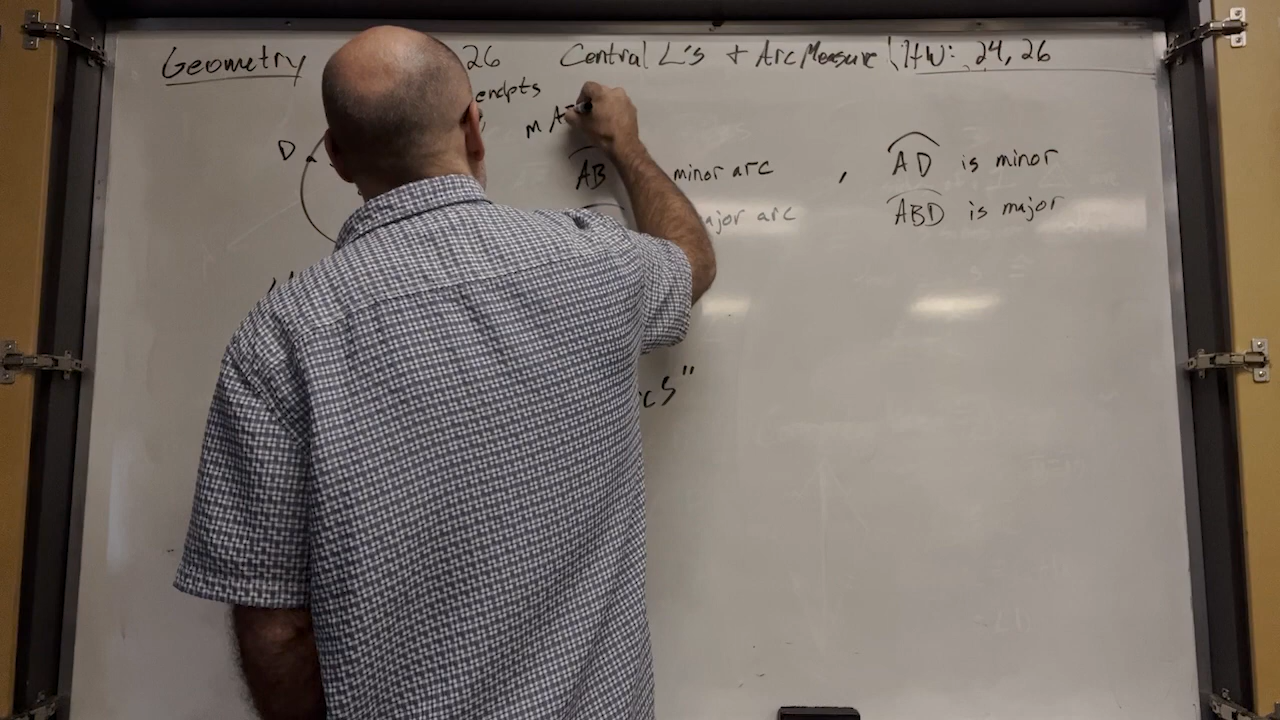 Geometry 26 Central ∠'s + Arc Measure HW: 24, 26
endpts
m A
D
AB minor arc , AD is minor
ajor arc ABD is major
cs"